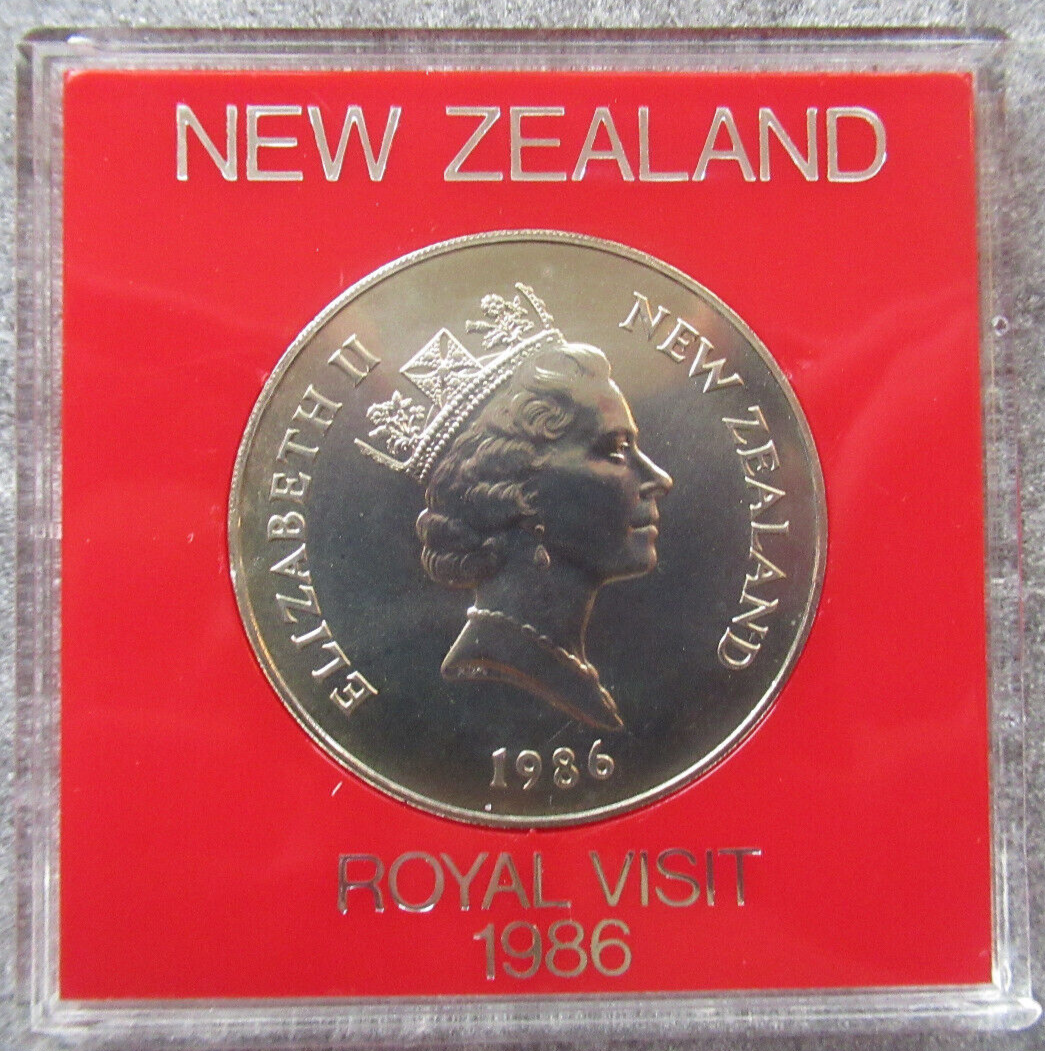 NEW ZEALAND
ELIZABETH II
NEW ZEALAND
1986
ROYAL VISIT
1986